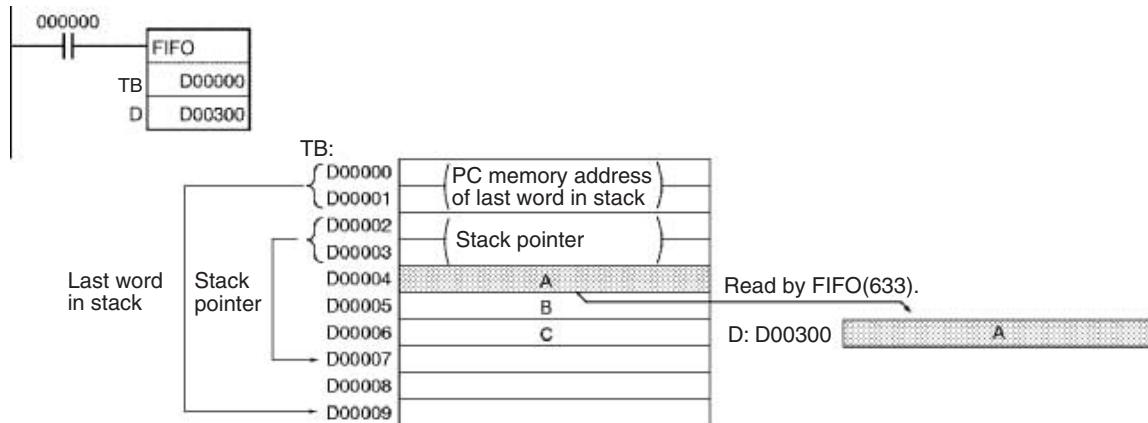 000000
FIFO
TB D00000
D D00300
TB:
D00000
D00001
PC memory address
of last word in stack
D00002
D00003
Stack pointer
Last word
in stack
Stack
pointer
D00004 A
Read by FIFO(633).
D00005 B
D00006 C
D: D00300 A
D00007
D00008
D00009